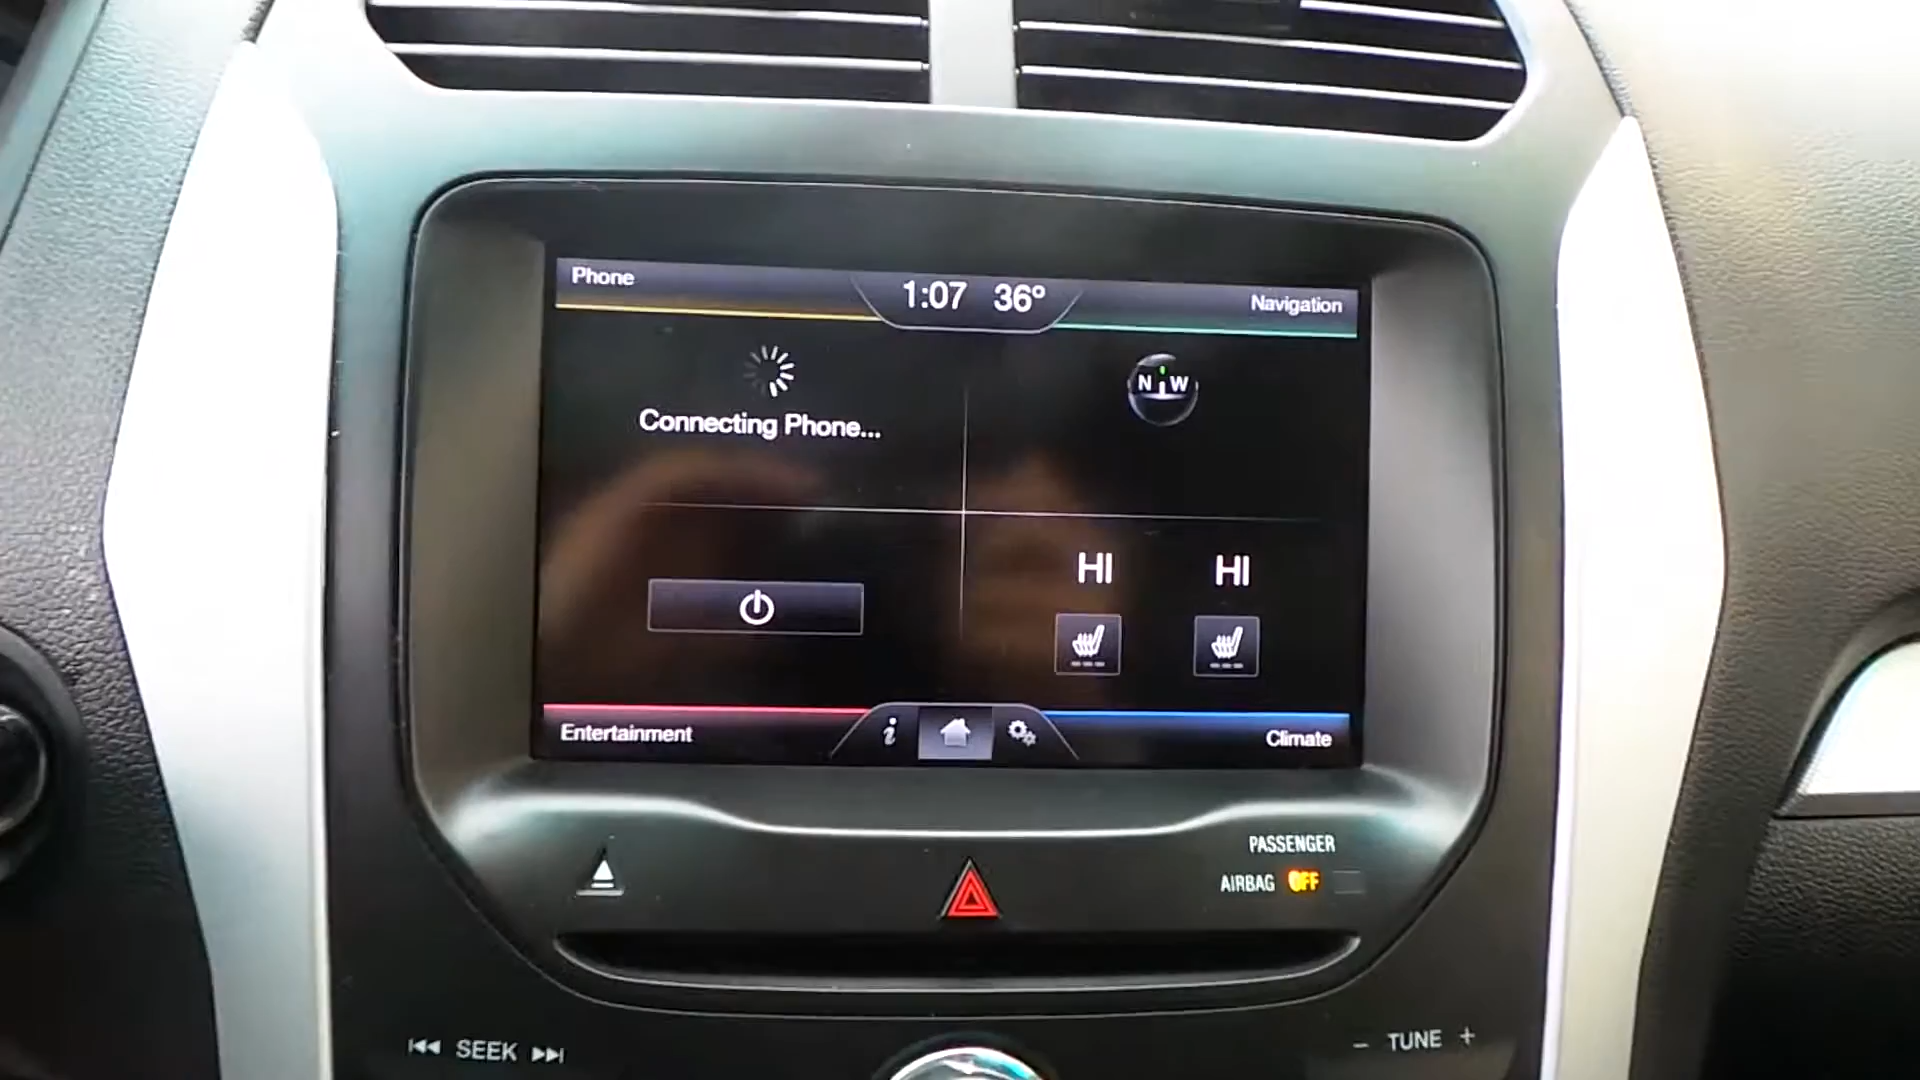 Phone
1:07 36°
Navigation
Connecting Phone...
N W
HI HI
Entertainment
i
Climate
PASSENGER
AIRBAG OFF
SEEK
– TUNE +